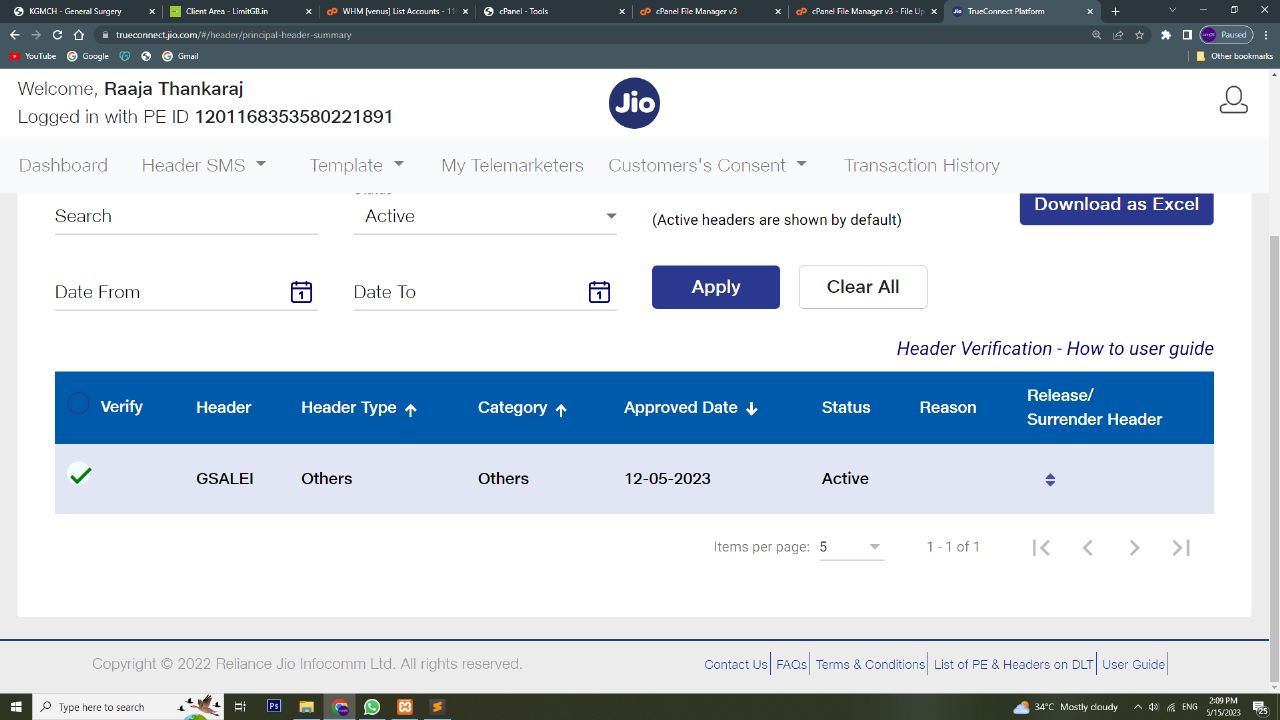 KGMCH - General Surgery
Client Area - LimitGB.in
WHM [venus] List Accounts - 11
cPanel - Tools
cPanel File Manager v3
cPanel File Manager v3 - File Up
TrueConnect Platform
trueconnect.jio.com/#/header/principal-header-summary
Paused
YouTube
Google
Gmail
Other bookmarks
Welcome, Raaja Thankaraj
Logged in with PE ID 1201168353580221891
Jio
Dashboard
Header SMS
Template
My Telemarketers
Customers's Consent
Transaction History
Status
Search
Active
(Active headers are shown by default)
Download as Excel
Date From
1
Date To
1
Apply
Clear All
Header Verification - How to user guide
Verify
Header
Header Type
Category
Approved Date
Status
Reason
Release/
Surrender Header
GSALEI
Others
Others
12-05-2023
Active
Items per page:
5
1 - 1 of 1
Copyright © 2022 Reliance Jio Infocomm Ltd. All rights reserved.
Contact Us
FAQs
Terms & Conditions
List of PE & Headers on DLT
User Guide
Type here to search
Ps
34°C Mostly cloudy
ENG
2:09 PM
5/15/2023
25